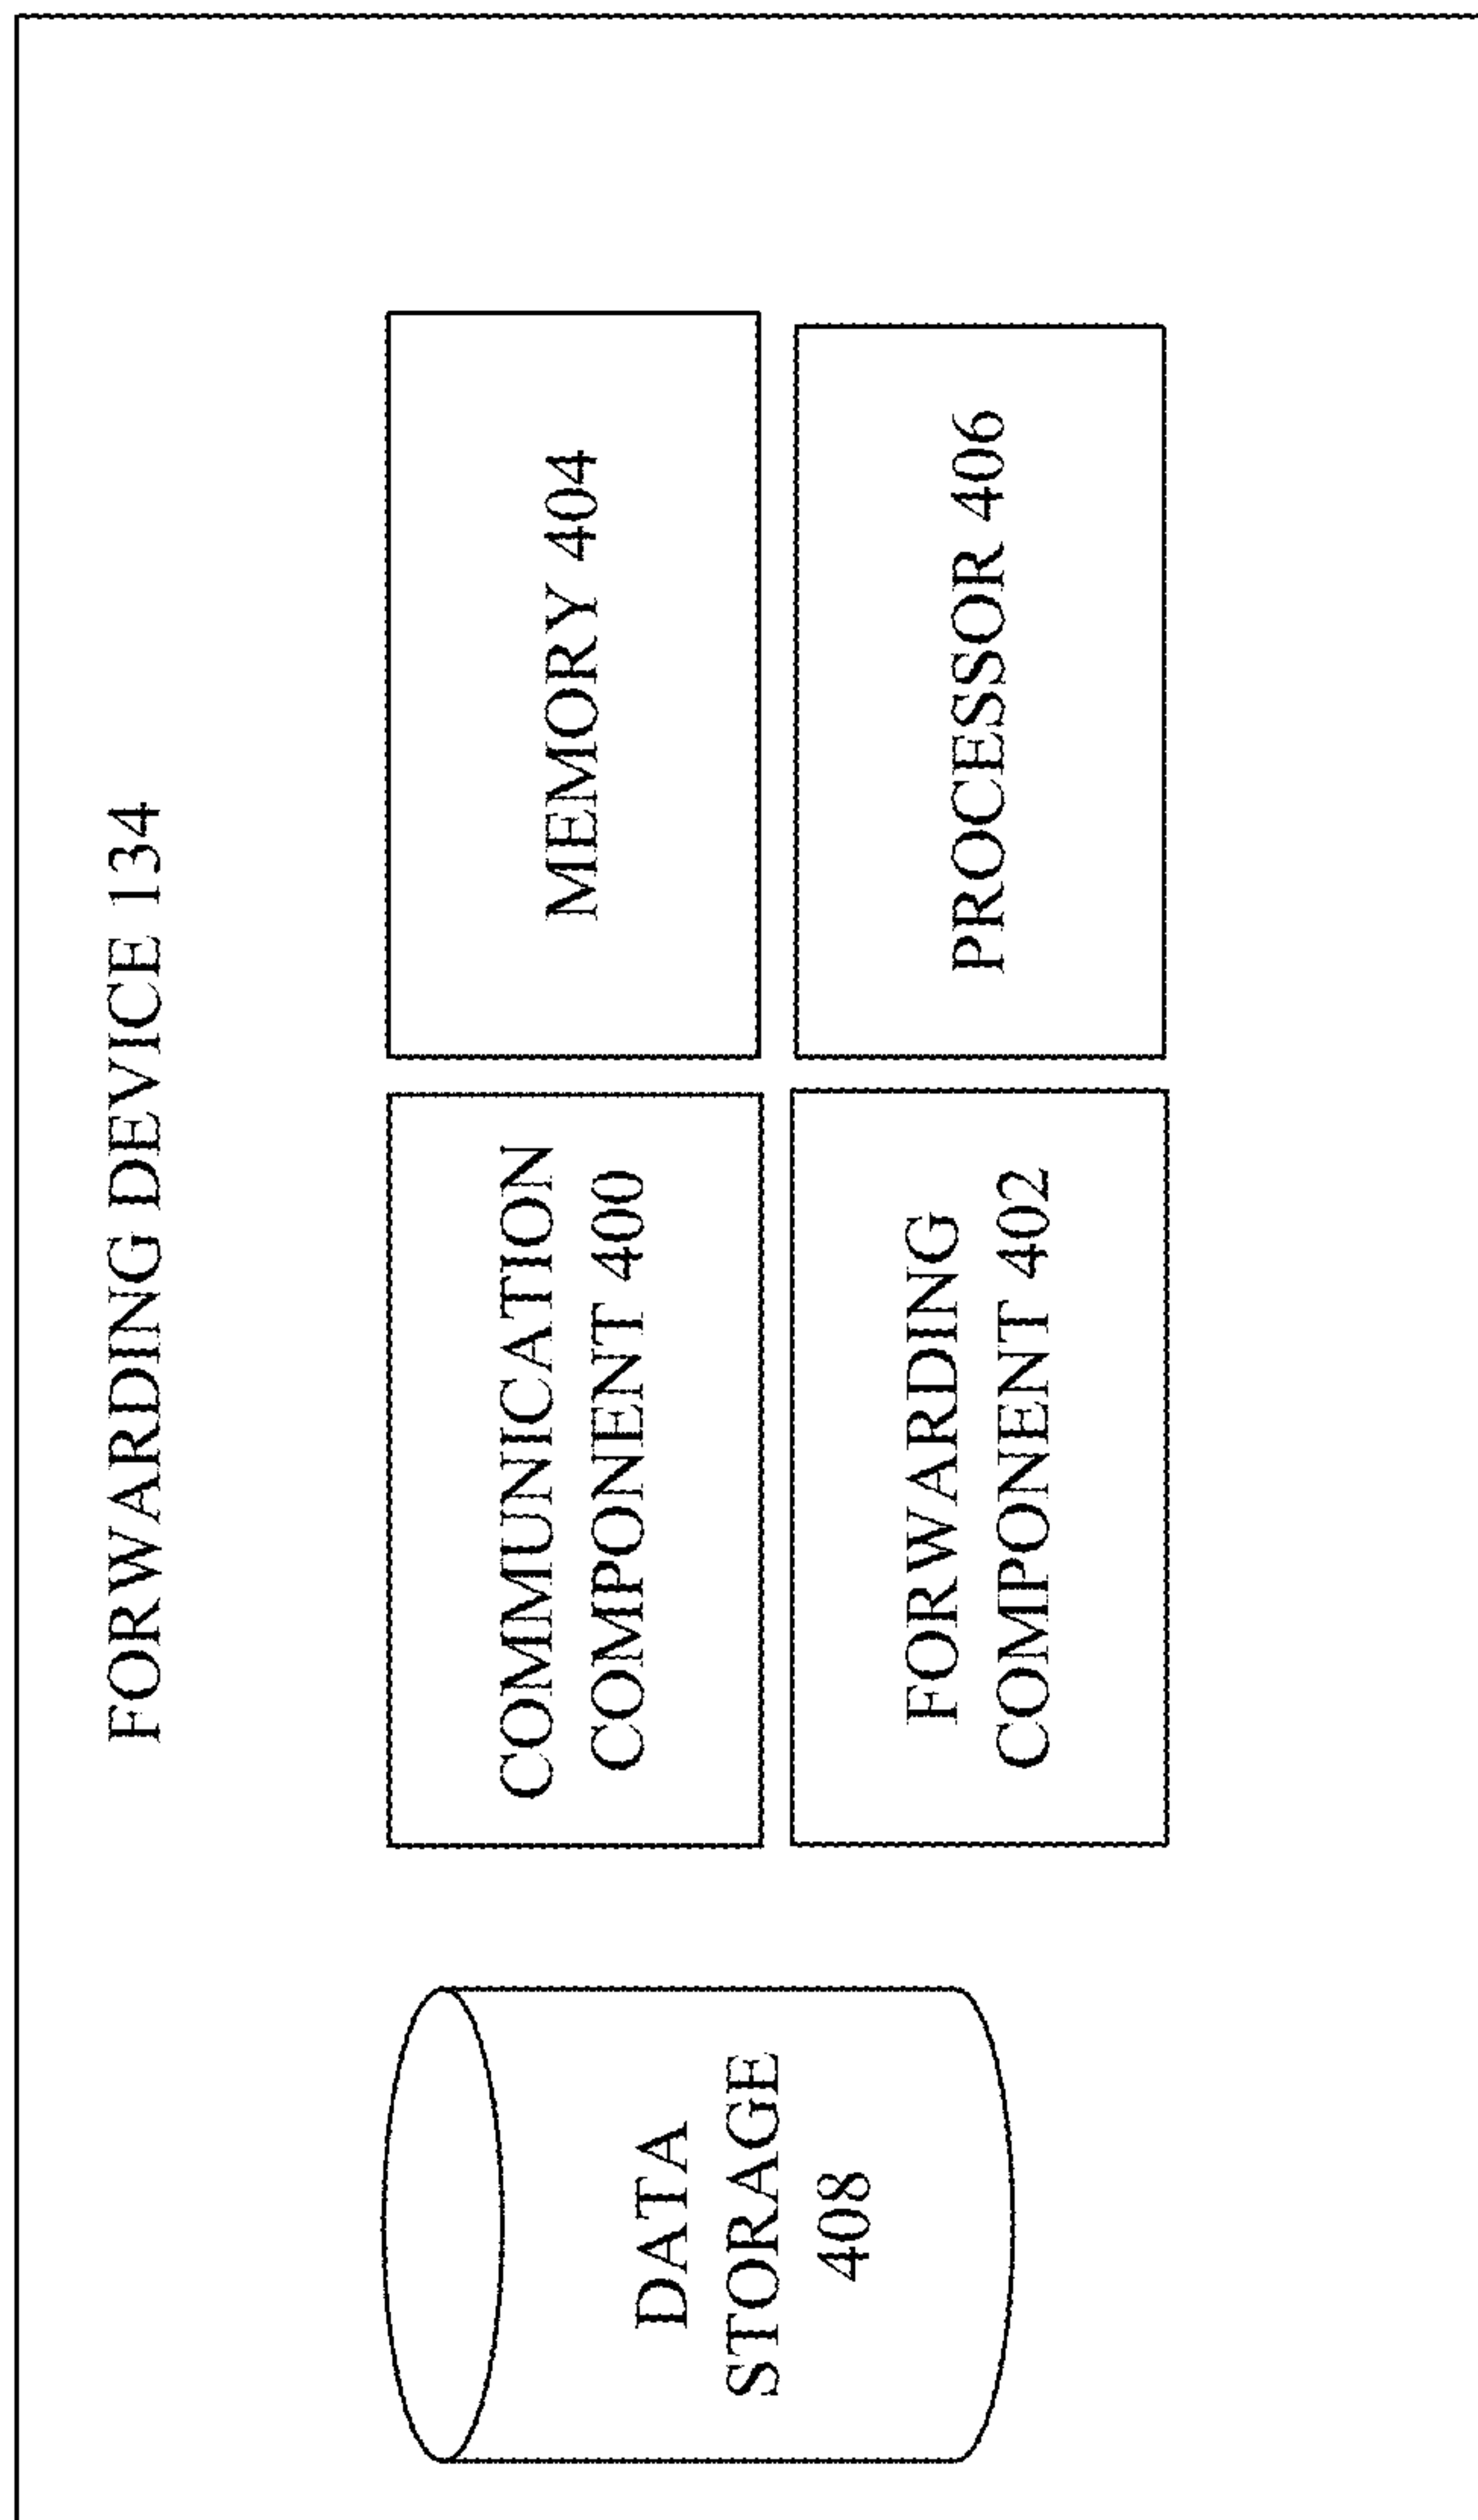 FORWARDING DEVICE 134
DATA
STORAGE
408
COMMUNICATION
COMPONENT 400
MEMORY 404
FORWARDING
COMPONENT 402
PROCESSOR 406